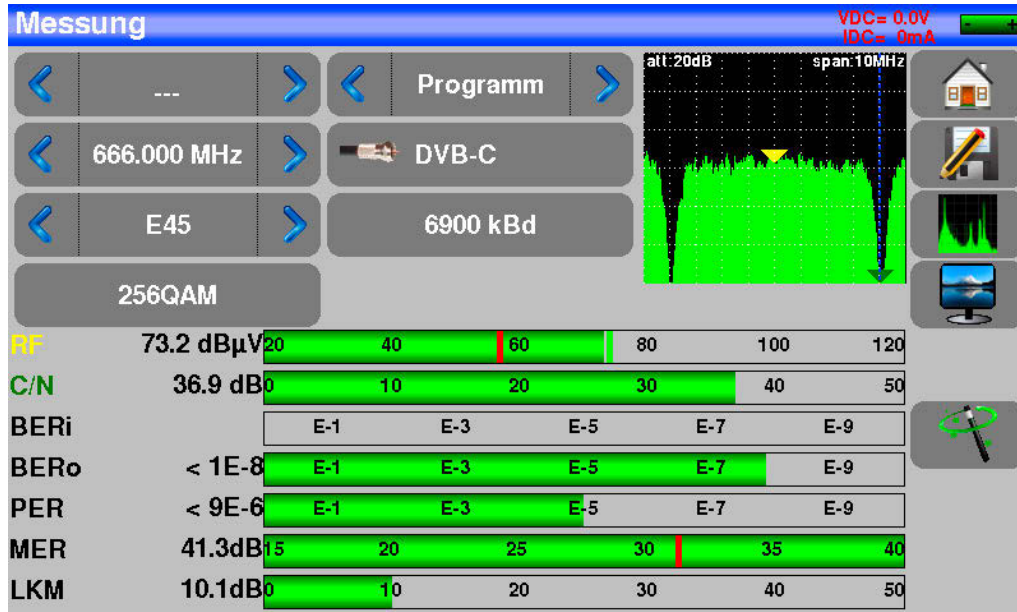 Messung
VDC= 0.0V
IDC= 0mA
- +
---
Programm
att:20dB span:10MHz
666.000 MHz
DVB-C
E45
6900 kBd
256QAM
RF 73.2 dBµV 20 40 60 80 100 120
C/N 36.9 dB 0 10 20 30 40 50
BERi E-1 E-3 E-5 E-7 E-9
BERo < 1E-8 E-1 E-3 E-5 E-7 E-9
PER < 9E-6 E-1 E-3 E-5 E-7 E-9
MER 41.3dB 15 20 25 30 35 40
LKM 10.1dB 0 10 20 30 40 50